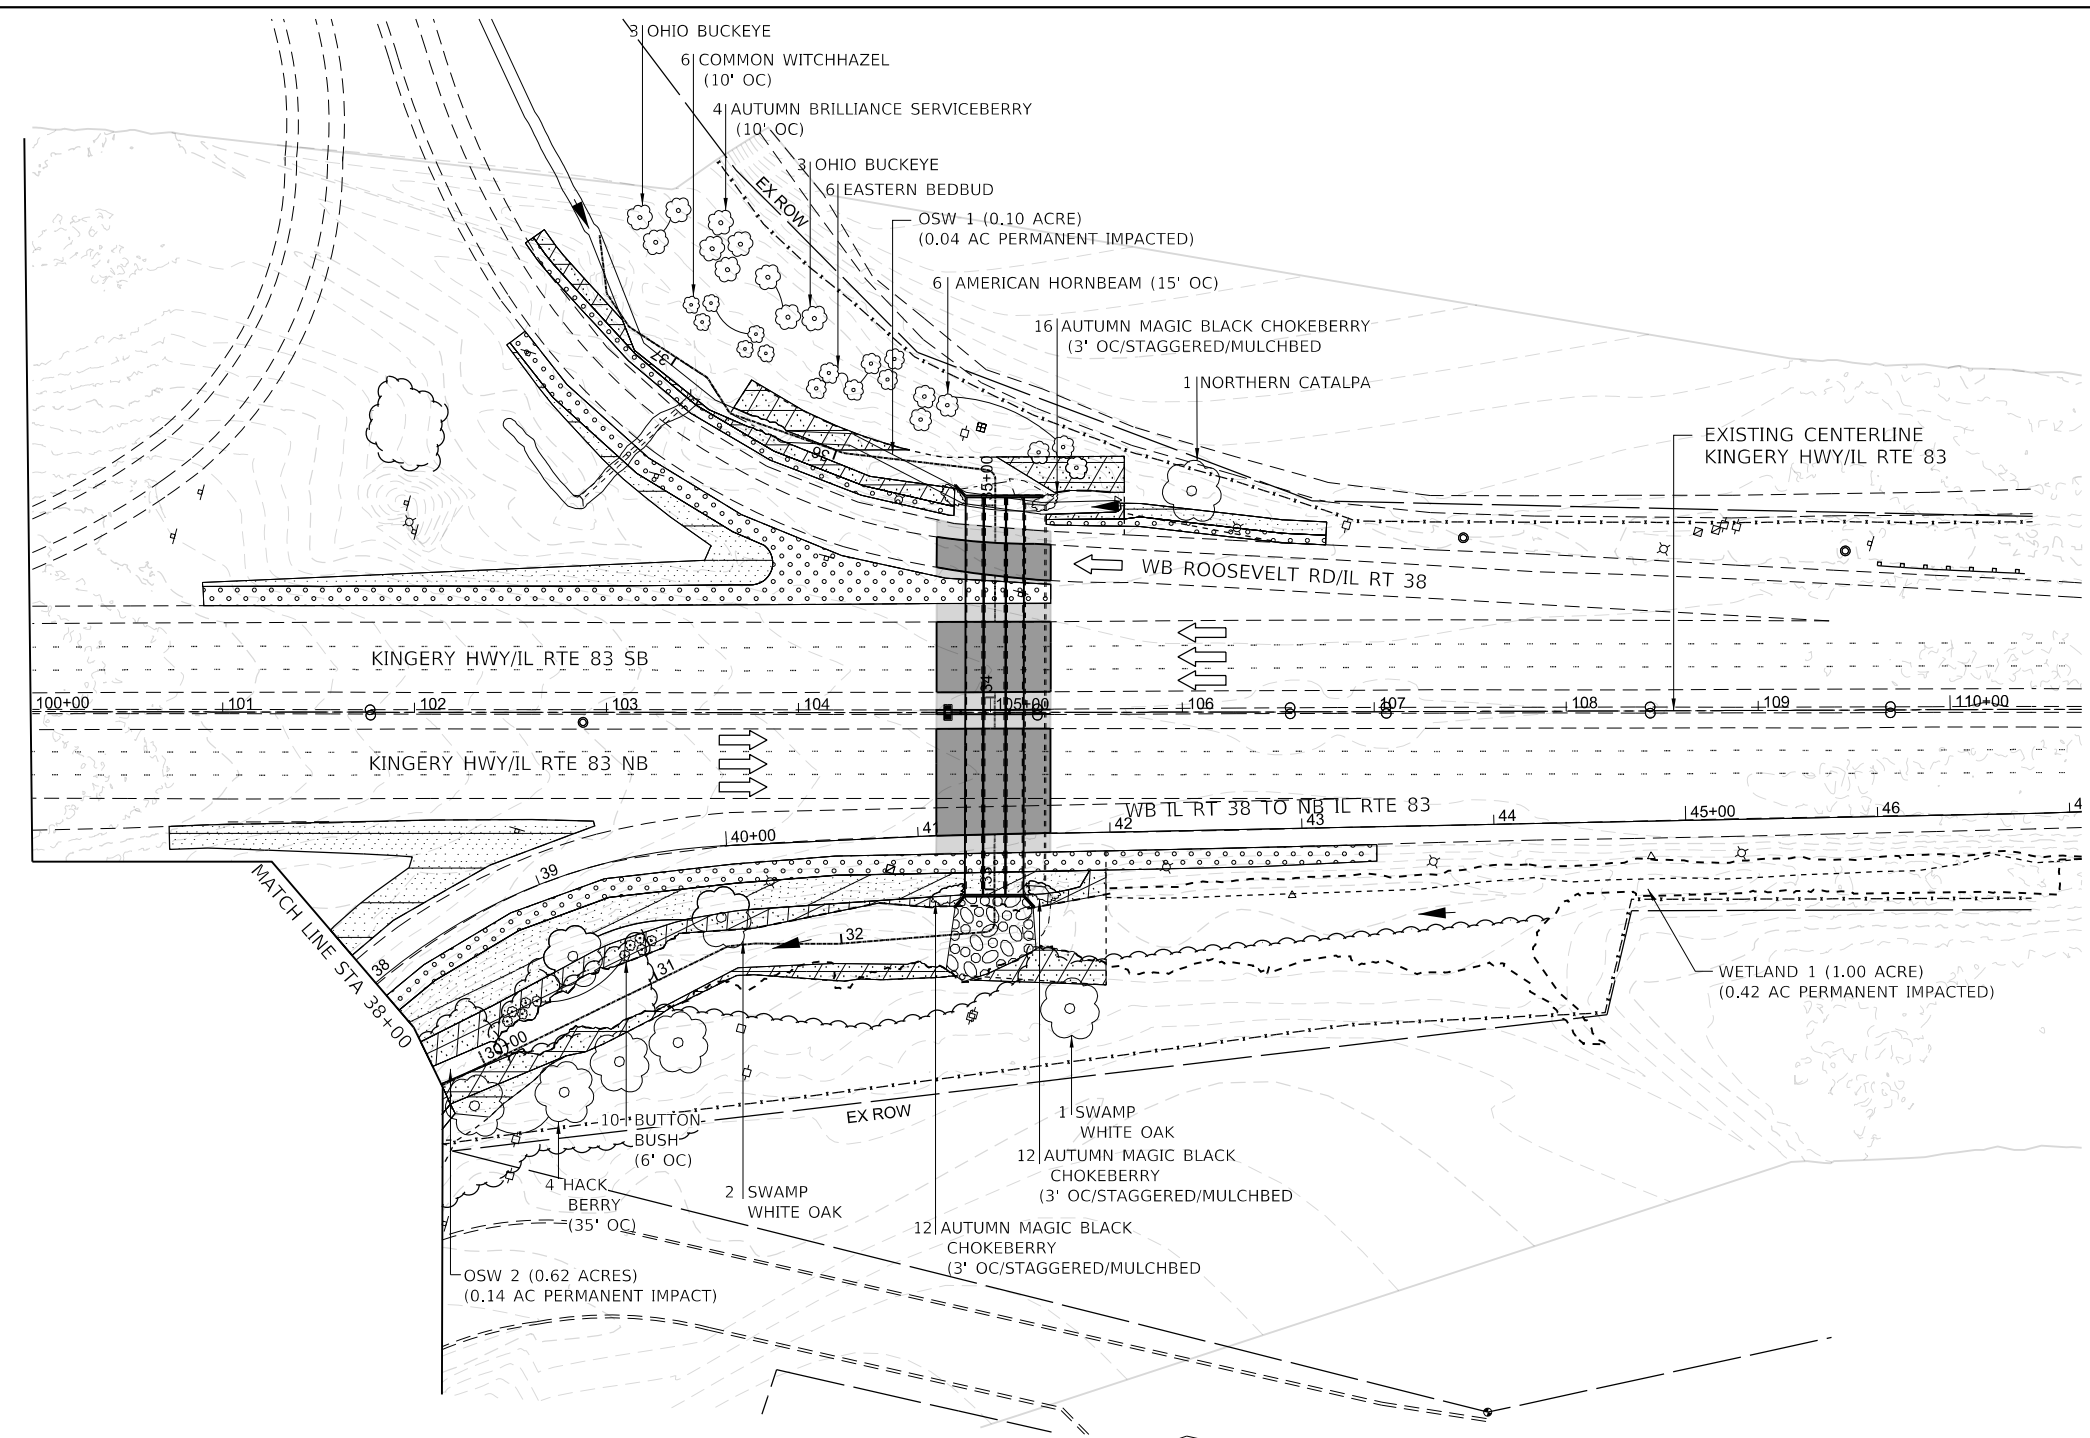 3 OHIO BUCKEYE
6 COMMON WITCHHAZEL
(10' OC)
4 AUTUMN BRILLIANCE SERVICEBERRY
(10' OC)
3 OHIO BUCKEYE
6 EASTERN BEDBUD
EX ROW
OSW 1 (0.10 ACRE)
(0.04 AC PERMANENT IMPACTED)
6 AMERICAN HORNBEAM (15' OC)
16 AUTUMN MAGIC BLACK CHOKEBERRY
(3' OC/STAGGERED/MULCHBED
1 NORTHERN CATALPA
EXISTING CENTERLINE
KINGERY HWY/IL RTE 83
37
36
35+00
WB ROOSEVELT RD/IL RT 38
KINGERY HWY/IL RTE 83 SB
34
100+00 101 102 103 104 105+00 106 107 108 109 110+00
KINGERY HWY/IL RTE 83 NB
WB IL RT 38 TO NB IL RTE 83
38 39 40+00 41 42 43 44 45+00 46 4
33
32
31
30+00
MATCH LINE STA 38+00
WETLAND 1 (1.00 ACRE)
(0.42 AC PERMANENT IMPACTED)
EX ROW
10 BUTTON
BUSH
(6' OC)
1 SWAMP
WHITE OAK
12 AUTUMN MAGIC BLACK
CHOKEBERRY
(3' OC/STAGGERED/MULCHBED
4 HACK
BERRY
(35' OC)
2 SWAMP
WHITE OAK
12 AUTUMN MAGIC BLACK
CHOKEBERRY
(3' OC/STAGGERED/MULCHBED
OSW 2 (0.62 ACRES)
(0.14 AC PERMANENT IMPACT)